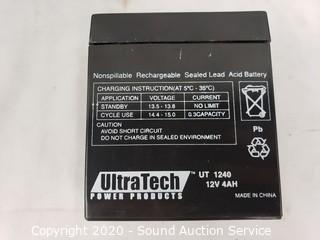 Nonspillable Rechargeable Sealed Lead Acid Battery
CHARGING INSTRUCTION(AT 5°C - 35°C)
APPLICATION VOLTAGE CURRENT
STANDBY 13.5 - 13.8 NO LIMIT
CYCLE USE 14.4 - 15.0 0.3CAPACITY
CAUTION:
AVOID SHORT CIRCUIT
DO NOT CHARGE IN SEALED ENVIRONMENT
Pb
UltraTech™
POWER PRODUCTS
UT 1240
12V 4AH
MADE IN CHINA
Copyright 2020 - Sound Auction Service